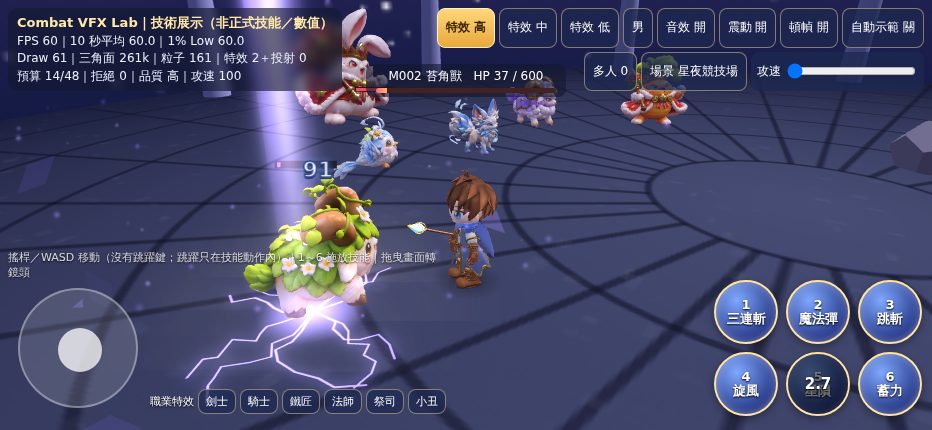 Combat VFX Lab｜技術展示（非正式技能／數值）
FPS 60｜10 秒平均 60.0｜1% Low 60.0
Draw 61｜三角面 261k｜粒子 161｜特效 2＋投射 0
預算 14/48｜拒絕 0｜品質 高｜攻速 100
特效 高
特效 中
特效 低
男
音效 開
震動 開
頓幀 開
自動示範 關
多人 0
場景 星夜競技場
攻速
M002 苔角獸 HP 37 / 600
91
搖桿／WASD 移動（沒有跳躍鍵；跳躍只在技能動作內）｜1～6 施放技能｜拖曳畫面轉
鏡頭
1
三連斬
2
魔法彈
3
跳斬
4
旋風
2.7
6
蓄力
職業特效
劍士
騎士
鐵匠
法師
祭司
小丑